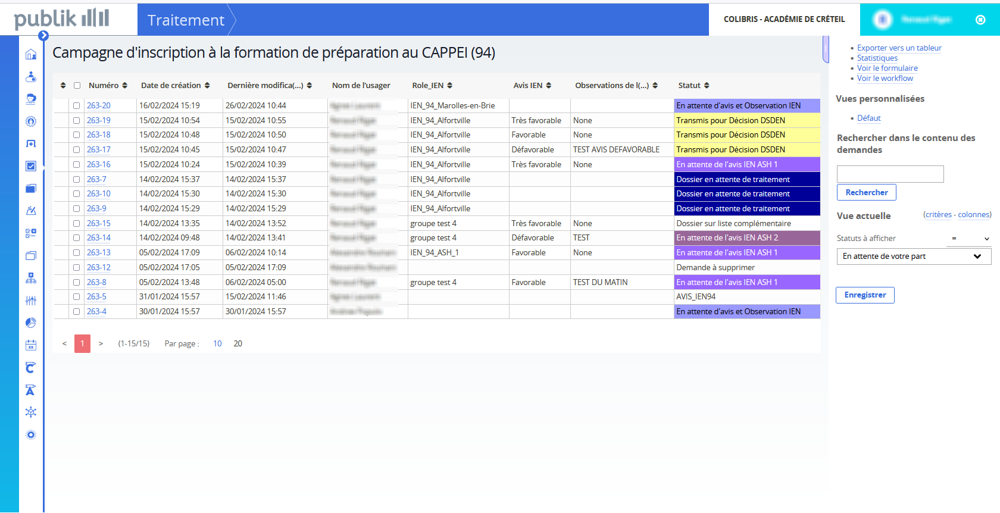 publik
Traitement
COLIBRIS - ACADÉMIE DE CRÉTEIL
Campagne d'inscription à la formation de préparation au CAPPEI (94)
Numéro Date de création Dernière modifica(...) Nom de l'usager Role_IEN Avis IEN Observations de l(...) Statut
263-20 16/02/2024 15:19 26/02/2024 10:44 IEN_94_Marolles-en-Brie En attente d'avis et Observation IEN
263-19 15/02/2024 10:54 15/02/2024 10:55 IEN_94_Alfortville Très favorable None Transmis pour Décision DSDEN
263-18 15/02/2024 10:48 15/02/2024 10:50 IEN_94_Alfortville Favorable None Transmis pour Décision DSDEN
263-17 15/02/2024 10:45 15/02/2024 10:47 IEN_94_Alfortville Défavorable TEST AVIS DEFAVORABLE Transmis pour Décision DSDEN
263-16 15/02/2024 10:24 15/02/2024 10:39 IEN_94_Alfortville Très favorable None En attente de l'avis IEN ASH 1
263-7 14/02/2024 15:37 14/02/2024 15:37 IEN_94_Alfortville Dossier en attente de traitement
263-10 14/02/2024 15:30 14/02/2024 15:30 IEN_94_Alfortville Dossier en attente de traitement
263-9 14/02/2024 15:29 14/02/2024 15:29 IEN_94_Alfortville Dossier en attente de traitement
263-15 14/02/2024 13:35 14/02/2024 13:52 groupe test 4 Très favorable None Dossier sur liste complémentaire
263-14 14/02/2024 09:48 14/02/2024 13:41 groupe test 4 Défavorable TEST En attente de l'avis IEN ASH 2
263-13 05/02/2024 17:09 06/02/2024 10:14 IEN_94_ASH_1 Favorable None En attente de l'avis IEN ASH 1
263-12 05/02/2024 17:05 05/02/2024 17:09 Demande à supprimer
263-8 05/02/2024 13:48 06/02/2024 05:00 groupe test 4 Favorable TEST DU MATIN En attente de l'avis IEN ASH 1
263-5 31/01/2024 15:57 15/02/2024 11:46 AVIS_IEN94
263-4 30/01/2024 15:57 30/01/2024 15:57 En attente d'avis et Observation IEN
< 1 > (1-15/15) Par page : 10 20
Exporter vers un tableur
Statistiques
Voir le formulaire
Voir le workflow
Vues personnalisées
Défaut
Rechercher dans le contenu des
demandes
Rechercher
Vue actuelle (critères - colonnes)
Statuts à afficher =
En attente de votre part
Enregistrer